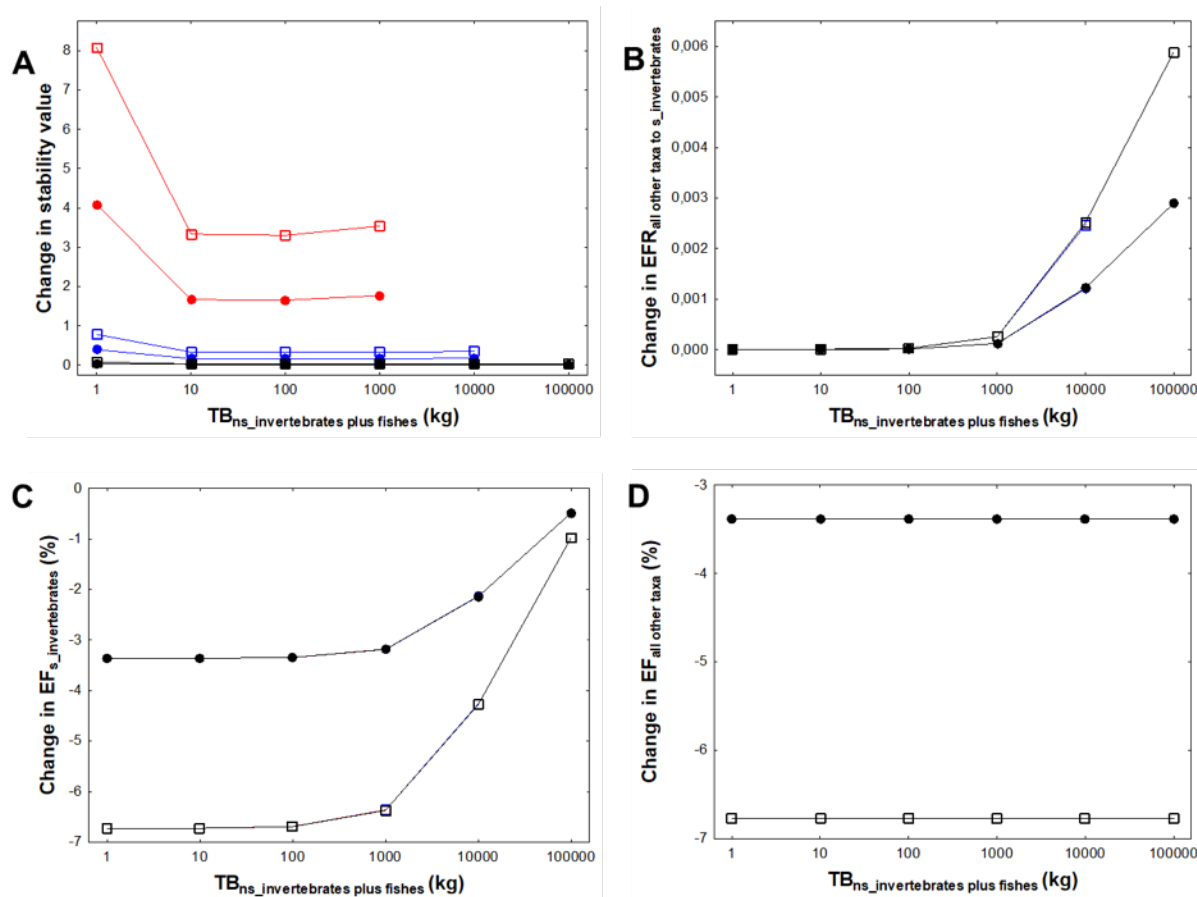 A
Change in stability value
8
7
6
5
4
3
2
1
0
1 10 100 1000 10000 100000
TBns_invertebrates plus fishes (kg)
B
Change in EFRall other taxa to s_invertebrates
0,006
0,005
0,004
0,003
0,002
0,001
0,000
1 10 100 1000 10000 100000
TBns_invertebrates plus fishes (kg)
C
Change in EFs_invertebrates (%)
0
-1
-2
-3
-4
-5
-6
-7
1 10 100 1000 10000 100000
TBns_invertebrates plus fishes (kg)
D
Change in EFall other taxa (%)
-3
-4
-5
-6
-7
1 10 100 1000 10000 100000
TBns_invertebrates plus fishes (kg)